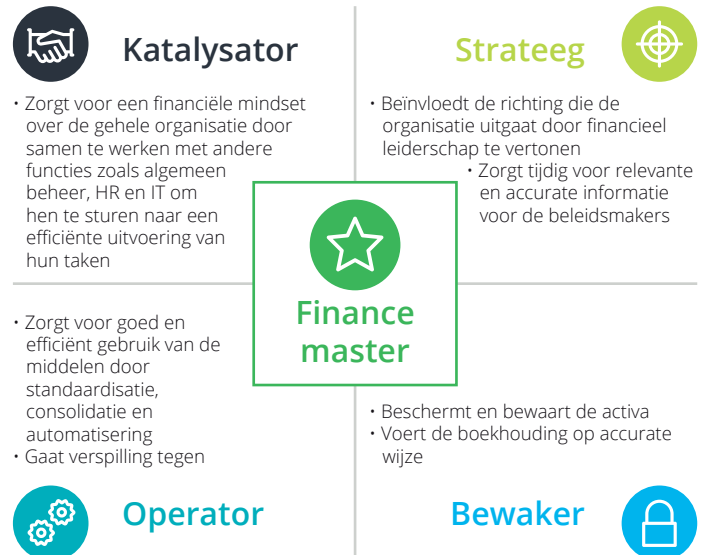 Katalysator
• Zorgt voor een financiële mindset
over de gehele organisatie door
samen te werken met andere
functies zoals algemeen
beheer, HR en IT om
hen te sturen naar een
efficiënte uitvoering van
hun taken
Strateeg
• Beïnvloedt de richting die de
organisatie uitgaat door financieel
leiderschap te vertonen
• Zorgt tijdig voor relevante
en accurate informatie
voor de beleidsmakers
Finance
master
• Zorgt voor goed en
efficiënt gebruik van de
middelen door
standaardisatie,
consolidatie en
automatisering
• Gaat verspilling tegen
Operator
• Beschermt en bewaart de activa
• Voert de boekhouding op accurate
wijze
Bewaker